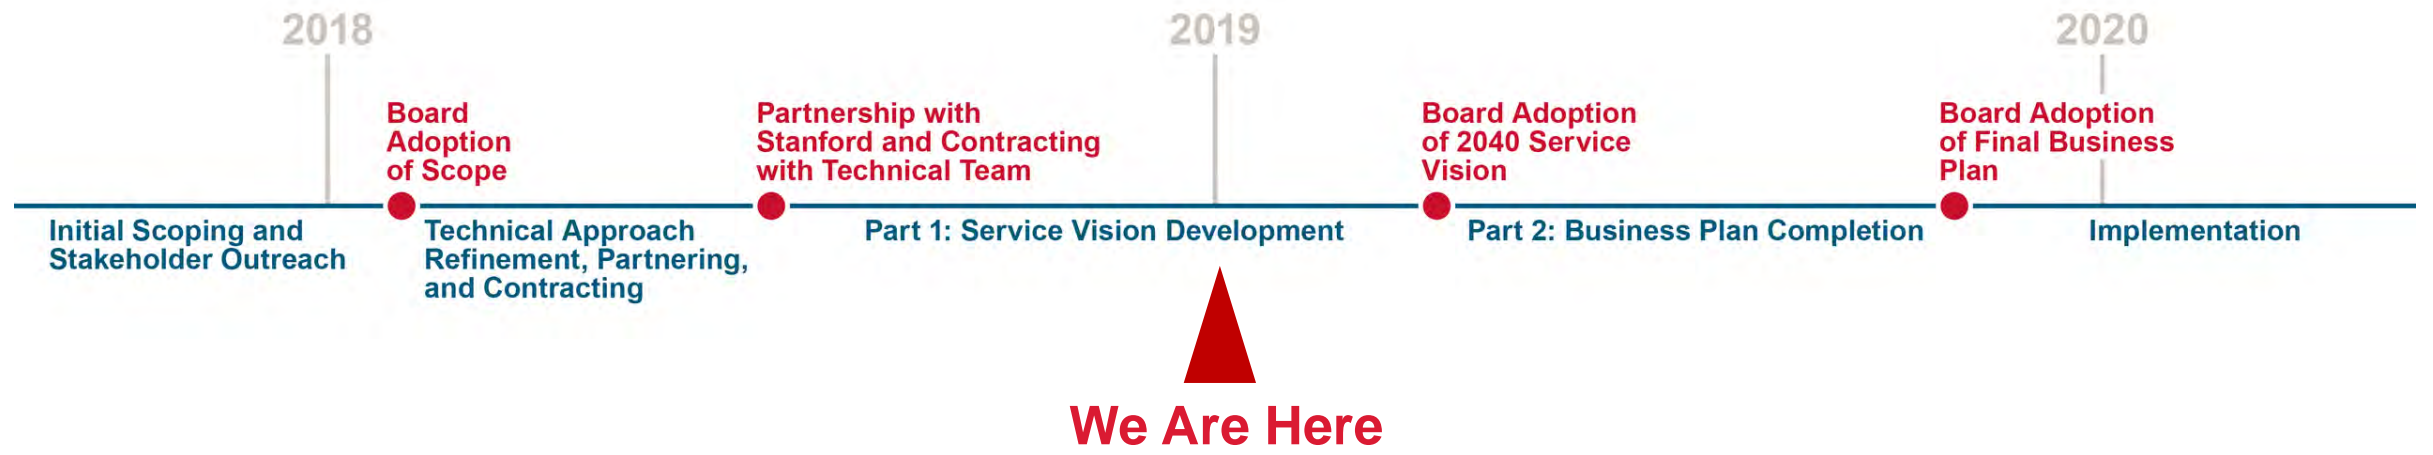 2018
2019
2020
Board
Adoption
of Scope
Partnership with
Stanford and Contracting
with Technical Team
Board Adoption
of 2040 Service
Vision
Board Adoption
of Final Business
Plan
Initial Scoping and
Stakeholder Outreach
Technical Approach
Refinement, Partnering,
and Contracting
Part 1: Service Vision Development
Part 2: Business Plan Completion
Implementation
We Are Here